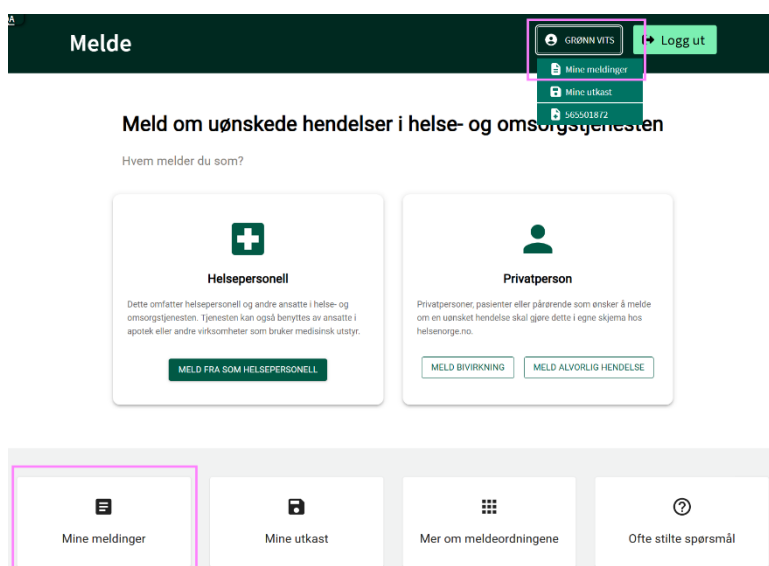 Melde
GRØNN VITS
Logg ut
Mine meldinger
Mine utkast
565501872
Meld om uønskede hendelser i helse- og omsorgstjenesten
Hvem melder du som?
Helsepersonell
Dette omfatter helsepersonell og andre ansatte i helse- og
omsorgstjenesten. Tjenesten kan også benyttes av ansatte i
apotek eller andre virksomheter som bruker medisinsk utstyr.
MELD FRA SOM HELSEPERSONELL
Privatperson
Privatpersoner, pasienter eller pårørende som ønsker å melde
om en uønsket hendelse skal gjøre dette i egne skjema hos
helsenorge.no.
MELD BIVIRKNING
MELD ALVORLIG HENDELSE
Mine meldinger
Mine utkast
Mer om meldeordningene
Ofte stilte spørsmål